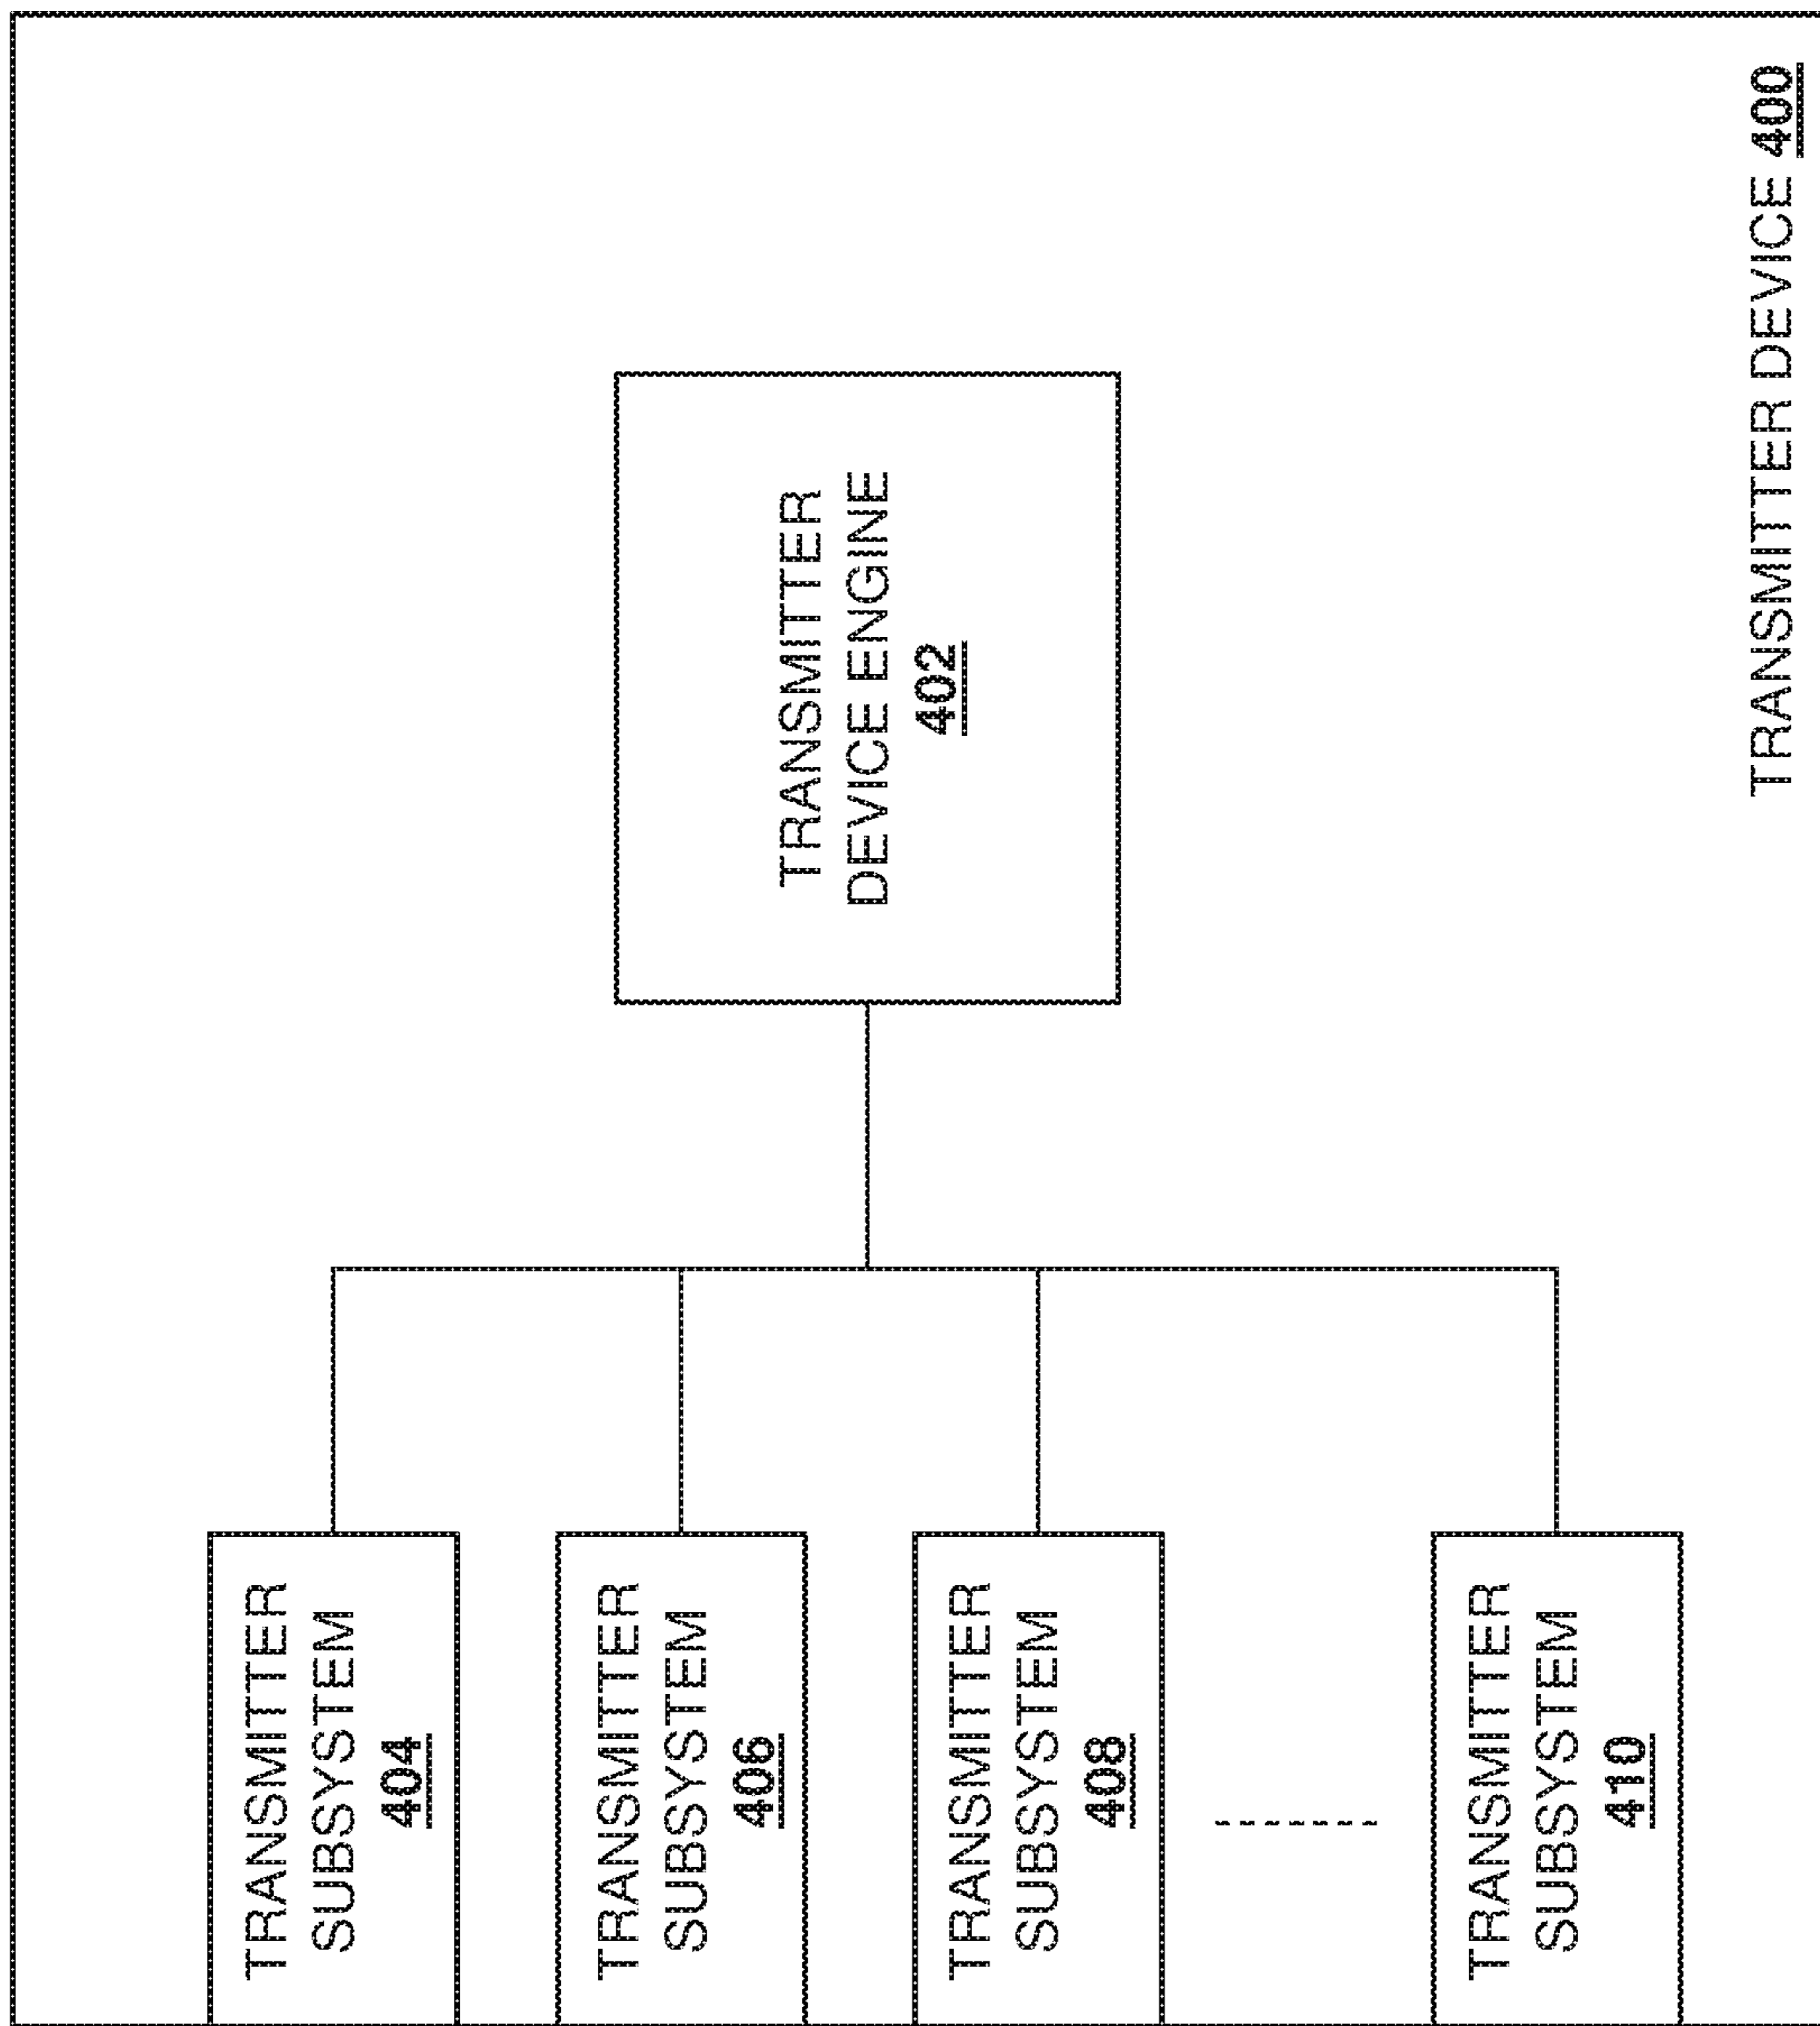 TRANSMITTER
SUBSYSTEM
404
TRANSMITTER
SUBSYSTEM
406
TRANSMITTER
SUBSYSTEM
408
TRANSMITTER
SUBSYSTEM
410
TRANSMITTER
DEVICE ENGINE
402
TRANSMITTER DEVICE 400